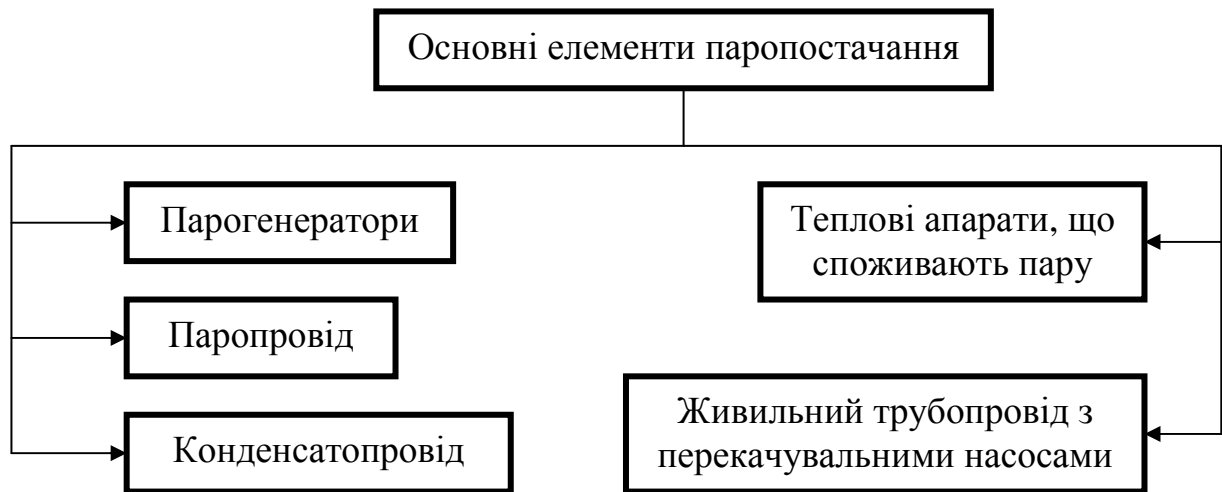 Основні елементи паропостачання
Парогенератори
Паропровід
Конденсатопровід
Теплові апарати, що
споживають пару
Живильний трубопровід з
перекачувальними насосами